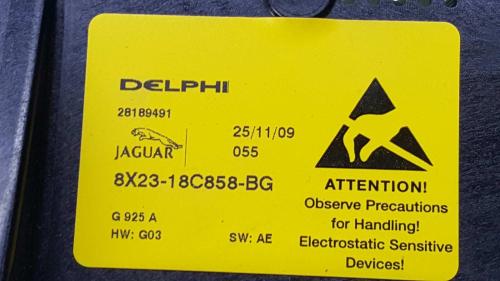 DELPHI
28189491
25/11/09
JAGUAR
055
8X23-18C858-BG
G 925 A
HW: G03
SW: AE
ATTENTION!
Observe Precautions
for Handling!
Electrostatic Sensitive
Devices!